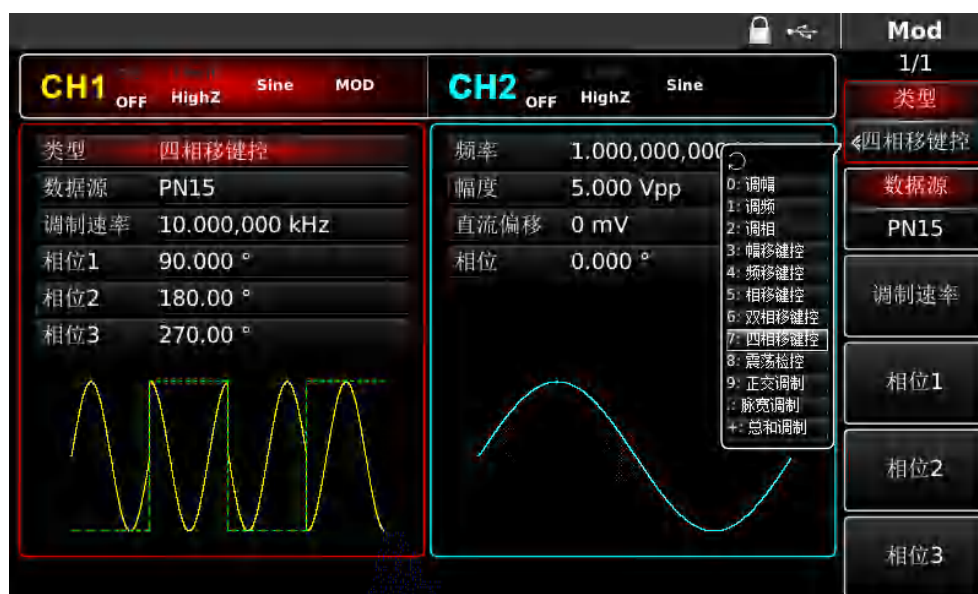 Mod
1/1
CH1 OFF HighZ Sine MOD
CH2 OFF HighZ Sine
类型
四相移键控
数据源
PN15
调制速率
相位1
相位2
相位3
类型 四相移键控
数据源 PN15
调制速率 10.000,000 kHz
相位1 90.000 °
相位2 180.00 °
相位3 270.00 °
频率 1.000,000,000
幅度 5.000 Vpp
直流偏移 0 mV
相位 0.000 °
0: 调幅
1: 调频
2: 调相
3: 幅移键控
4: 频移键控
5: 相移键控
6: 双相移键控
7: 四相移键控
8: 震荡检控
9: 正交调制
.: 脉宽调制
+: 总和调制